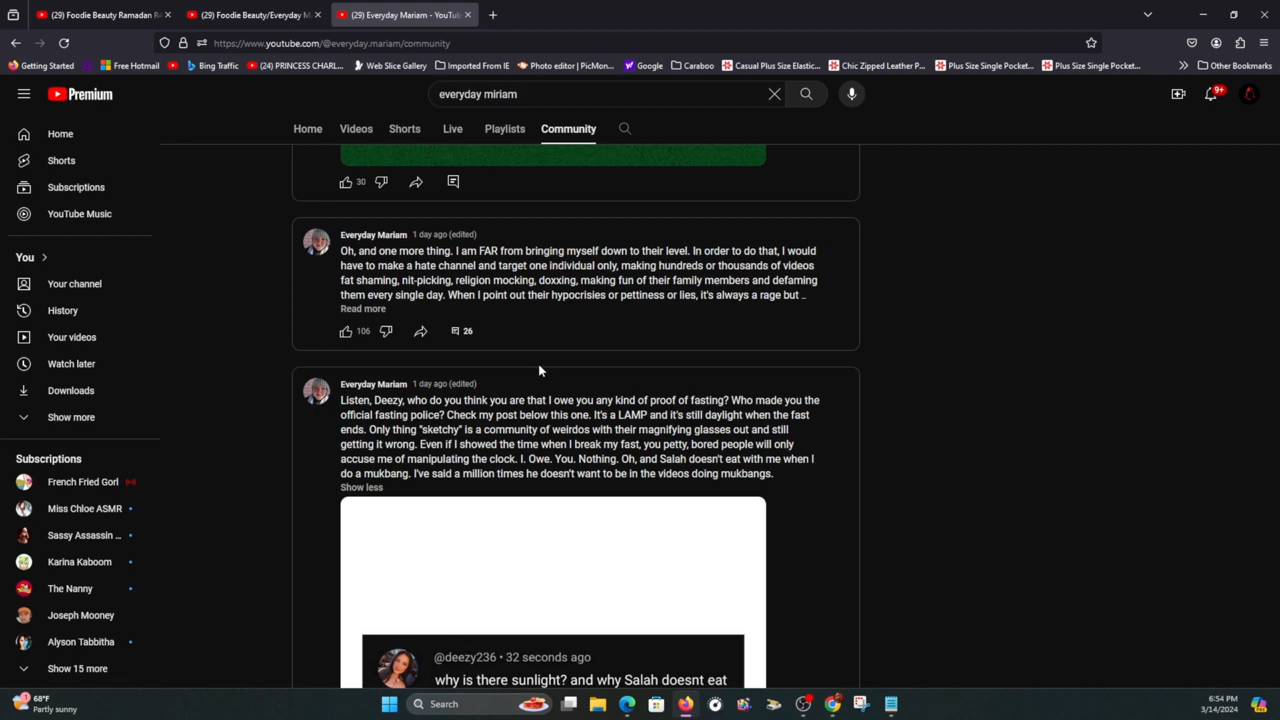 (29) Foodie Beauty Ramadan R
(29) Foodie Beauty/Everyday M
(29) Everyday Mariam - YouTu
https://www.youtube.com/@everyday.mariam/community
Getting Started
Free Hotmail
Bing Traffic
(24) PRINCESS CHARL...
Web Slice Gallery
Imported From IE
Photo editor | PicMon...
Google
Caraboo
Casual Plus Size Elastic...
Chic Zipped Leather P...
Plus Size Single Pocket...
Plus Size Single Pocket...
Other Bookmarks
Premium
everyday miriam
9+
Home
Videos
Shorts
Live
Playlists
Community
Home
Shorts
Subscriptions
YouTube Music
You
Your channel
History
Your videos
Watch later
Downloads
Show more
Subscriptions
French Fried Gorl
Miss Chloe ASMR
Sassy Assassin ...
Karina Kaboom
The Nanny
Joseph Mooney
Alyson Tabbitha
Show 15 more
30
Everyday Mariam 1 day ago (edited)
Oh, and one more thing. I am FAR from bringing myself down to their level. In order to do that, I would
have to make a hate channel and target one individual only, making hundreds or thousands of videos
fat shaming, nit-picking, religion mocking, doxxing, making fun of their family members and defaming
them every single day. When I point out their hypocrisies or pettiness or lies, it's always a rage but ..
Read more
106
26
Everyday Mariam 1 day ago (edited)
Listen, Deezy, who do you think you are that I owe you any kind of proof of fasting? Who made you the
official fasting police? Check my post below this one. It's a LAMP and it's still daylight when the fast
ends. Only thing "sketchy" is a community of weirdos with their magnifying glasses out and still
getting it wrong. Even if I showed the time when I break my fast, you petty, bored people will only
accuse me of manipulating the clock. I. Owe. You. Nothing. Oh, and Salah doesn't eat with me when I
do a mukbang. I've said a million times he doesn't want to be in the videos doing mukbangs.
Show less
@deezy236 • 32 seconds ago
why is there sunlight? and why Salah doesnt eat
68°F
Partly sunny
Search
6:54 PM
3/14/2024